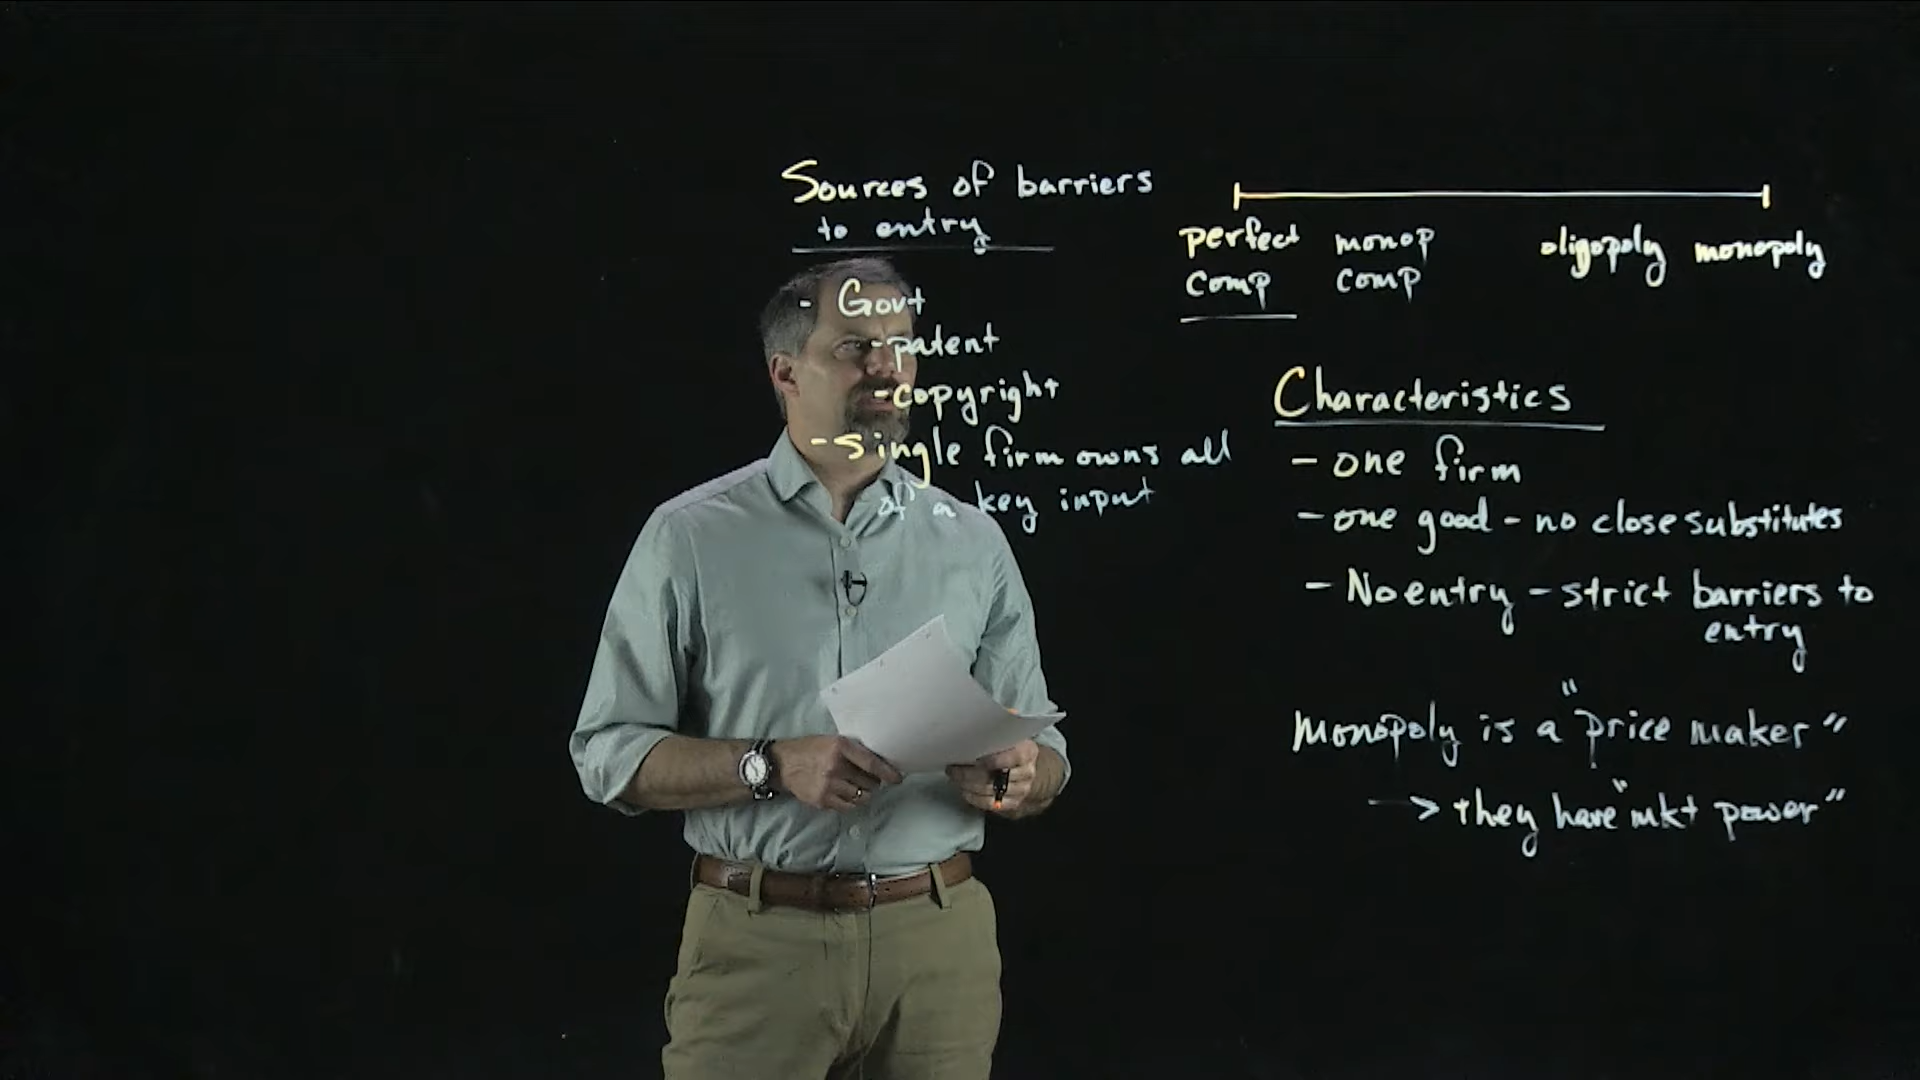 Sources of barriers
to entry
- Govt
-patent
-copyright
-single firm owns all
of a key input
perfect comp
monop comp
oligopoly
monopoly
Characteristics
- one firm
- one good - no close substitutes
- No entry - strict barriers to
entry
Monopoly is a "price maker"
-> they have "mkt power"